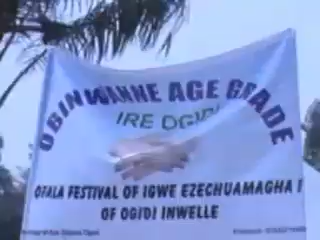 OBINWANNE AGE GRADE
IRE OGIDI
OFALA FESTIVAL OF IGWE EZECHUAMAGHA I
OF OGIDI INWELLE